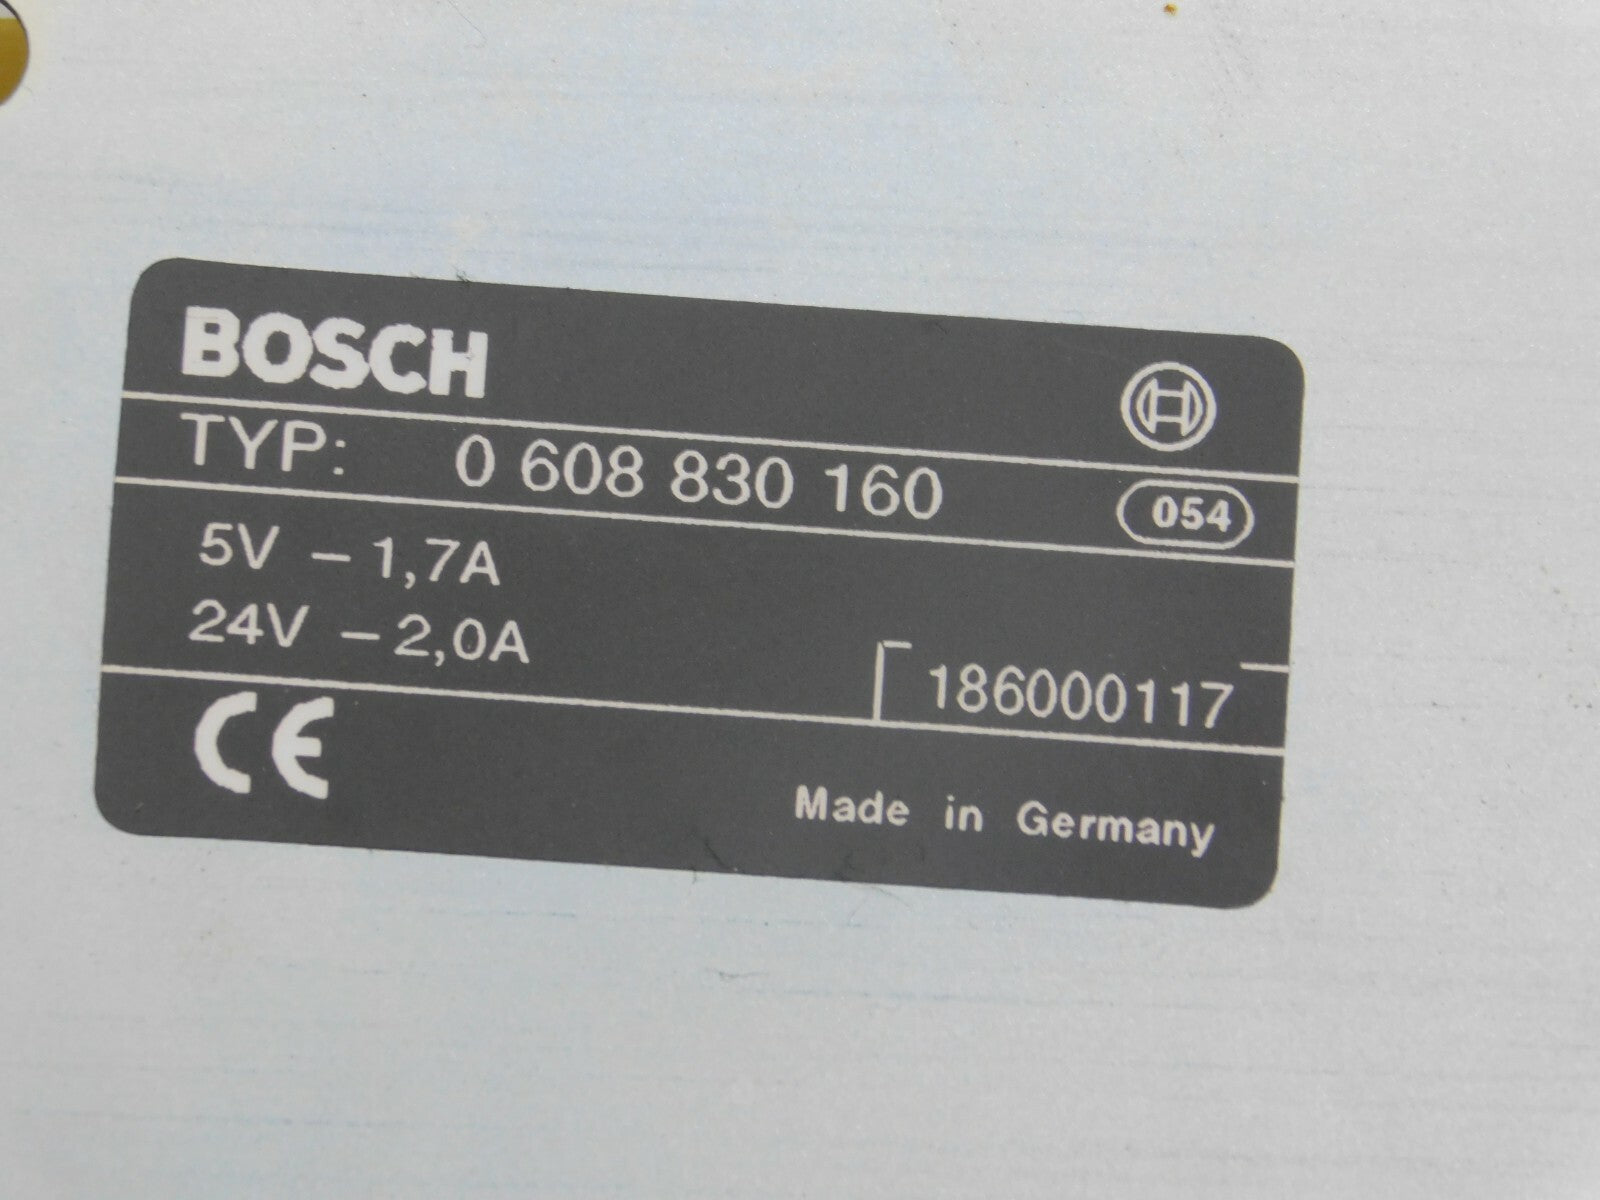 BOSCH
TYP: 0 608 830 160
054
5V – 1,7A
24V – 2,0A
186000117
CE
Made in Germany